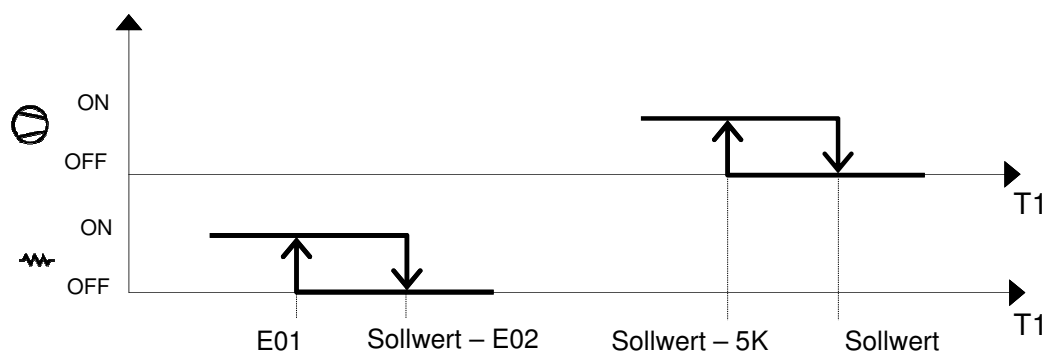 ON
OFF
T1
ON
OFF
T1
E01
Sollwert – E02
Sollwert – 5K
Sollwert